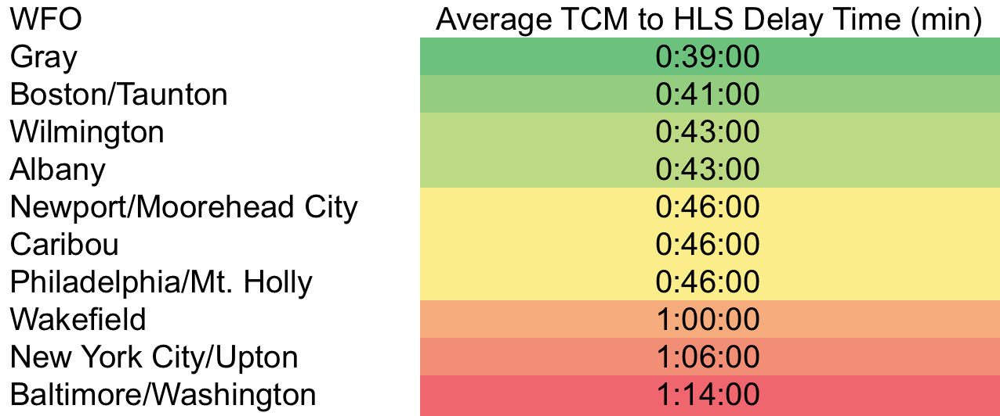 WFO Average TCM to HLS Delay Time (min)
Gray 0:39:00
Boston/Taunton 0:41:00
Wilmington 0:43:00
Albany 0:43:00
Newport/Moorehead City 0:46:00
Caribou 0:46:00
Philadelphia/Mt. Holly 0:46:00
Wakefield 1:00:00
New York City/Upton 1:06:00
Baltimore/Washington 1:14:00